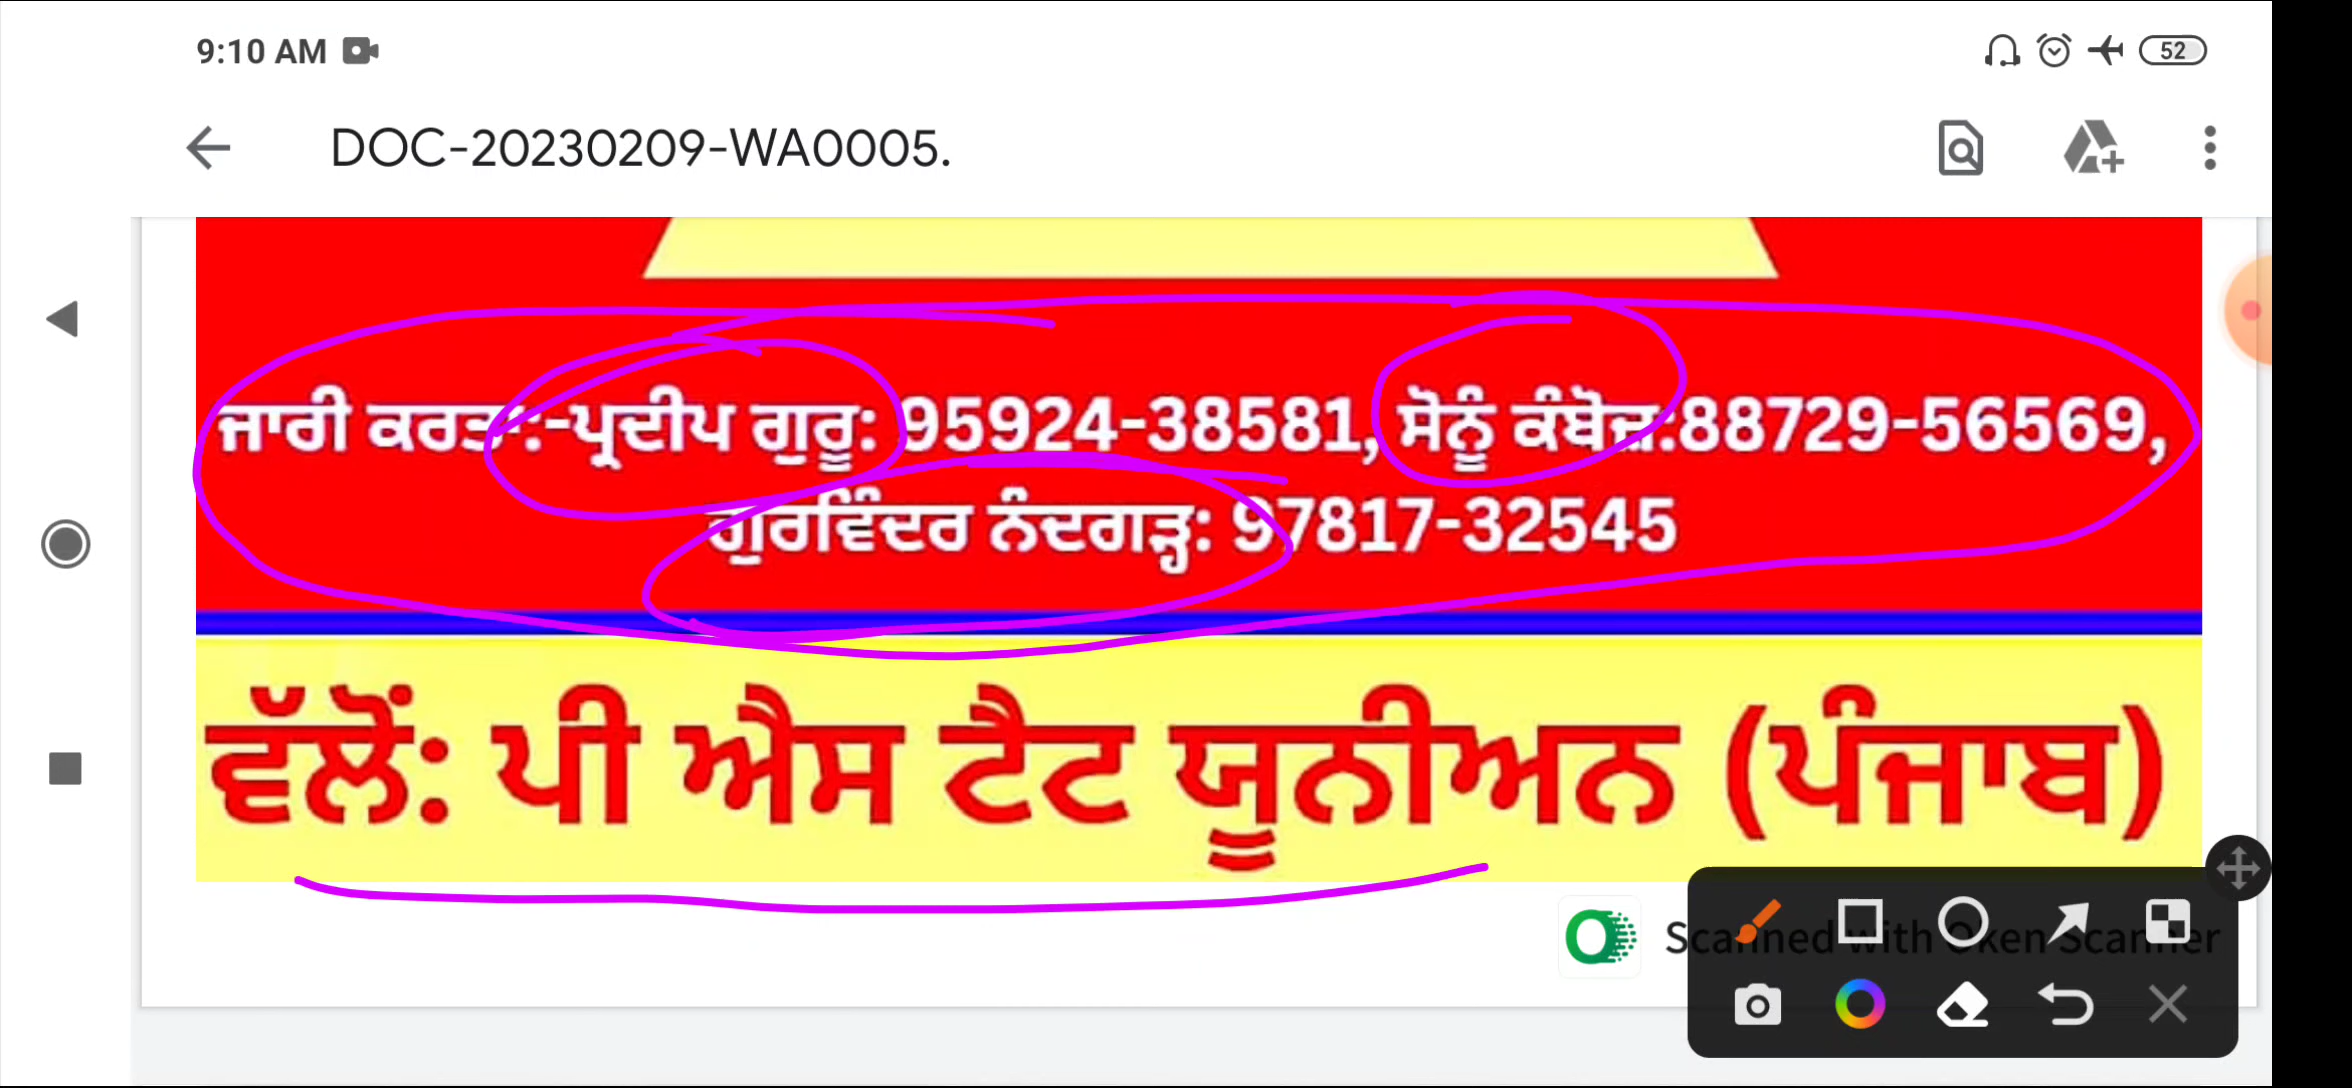 9:10 AM
52
DOC-20230209-WA0005.
ਜਾਰੀ ਕਰਤਾ:-ਪ੍ਰਦੀਪ ਗੁਰੂ: 95924-38581, ਸੋਨੂੰ ਕੰਬੋਜ਼:88729-56569,
ਗੁਰਵਿੰਦਰ ਨੰਦਗੜ੍ਹ: 97817-32545
ਵੱਲੋਂ: ਪੀ ਐਸ ਟੈਟ ਯੂਨੀਅਨ (ਪੰਜਾਬ)
Scanned with Oken Scanner